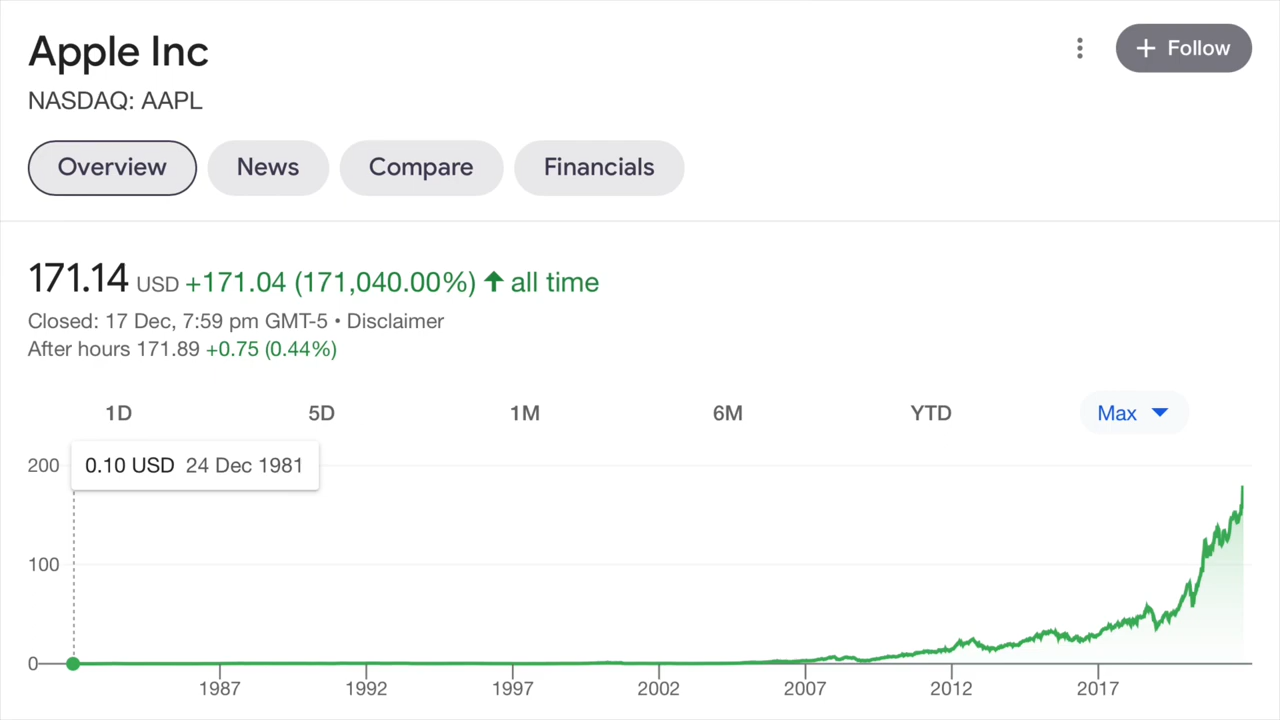 Apple Inc
+ Follow
NASDAQ: AAPL
Overview News Compare Financials
171.14 USD +171.04 (171,040.00%) ↑ all time
Closed: 17 Dec, 7:59 pm GMT-5 • Disclaimer
After hours 171.89 +0.75 (0.44%)
1D 5D 1M 6M YTD Max
200 0.10 USD 24 Dec 1981
100
0
1987 1992 1997 2002 2007 2012 2017